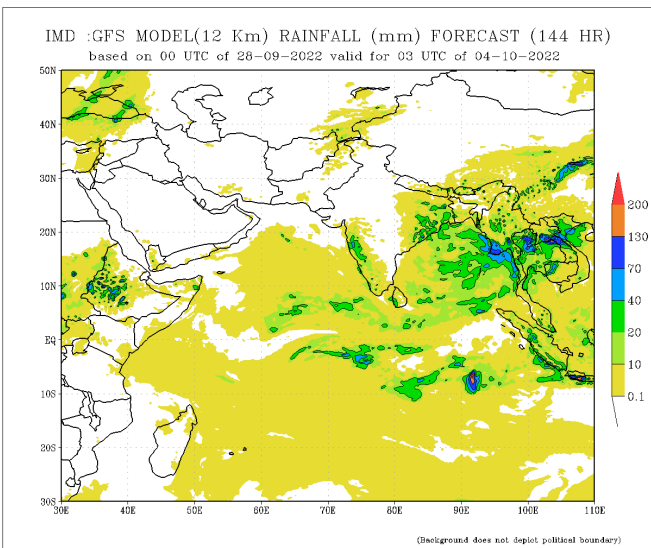 IMD :GFS MODEL(12 Km) RAINFALL (mm) FORECAST (144 HR)
based on 00 UTC of 28-09-2022 valid for 03 UTC of 04-10-2022
50N
40N
30N
20N
10N
EQ
10S
20S
30S
30E 40E 50E 60E 70E 80E 90E 100E 110E
200
130
70
40
20
10
0.1
(Background does not depict political boundary)